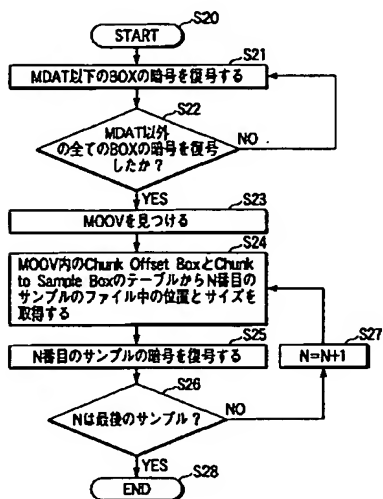 S20
START
S21
MDAT以下のBOXの暗号を復号する
S22
MDAT以外
の全てのBOXの暗号を復号
したか？
NO
YES
S23
MOOVを見つける
S24
MOOV内のChunk Offset BoxとChunk
to Sample BoxのテーブルからN番目の
サンプルのファイル中の位置とサイズを
取得する
S25
N番目のサンプルの暗号を復号する
S27
N=N+1
S26
Nは最後のサンプル？
NO
YES
S28
END